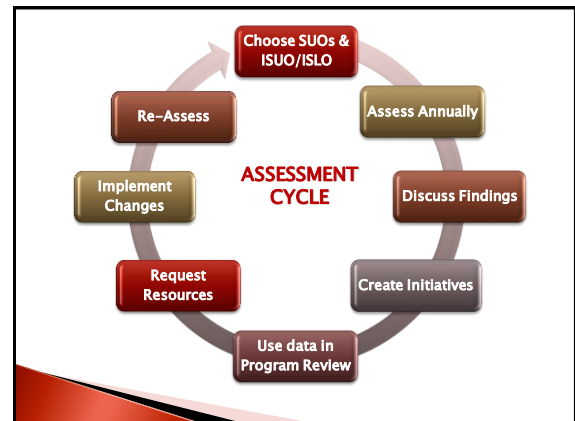 Choose SUOs &
ISUO/ISLO
Assess Annually
Discuss Findings
Create Initiatives
Use data in
Program Review
Request
Resources
Implement
Changes
Re-Assess
ASSESSMENT
CYCLE